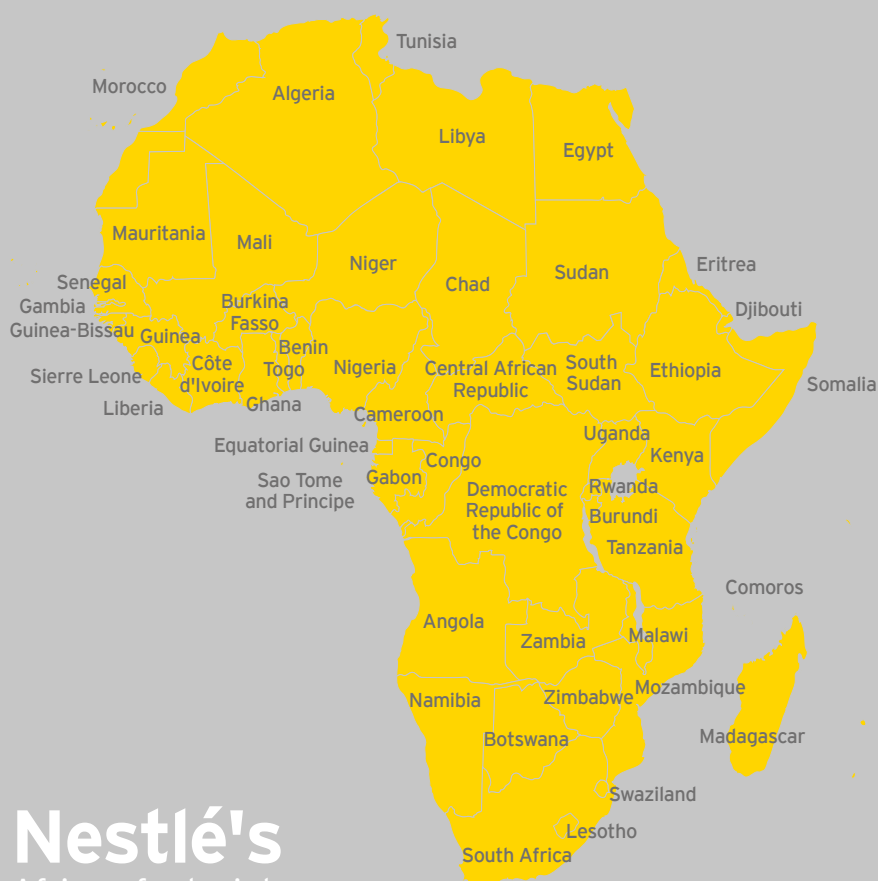 Tunisia
Morocco
Algeria
Libya
Egypt
Mauritania
Mali
Niger
Chad
Sudan
Eritrea
Senegal
Gambia
Guinea-Bissau
Guinea
Burkina
Fasso
Djibouti
Benin
Togo
Nigeria
Côte
d'Ivoire
Central African
Republic
South
Sudan
Ethiopia
Somalia
Sierre Leone
Liberia
Ghana
Cameroon
Equatorial Guinea
Uganda
Kenya
Congo
Gabon
Sao Tome
and Principe
Democratic
Republic of
the Congo
Rwanda
Burundi
Tanzania
Comoros
Angola
Zambia
Malawi
Mozambique
Namibia
Zimbabwe
Botswana
Madagascar
Swaziland
Lesotho
South Africa
Nestlé's